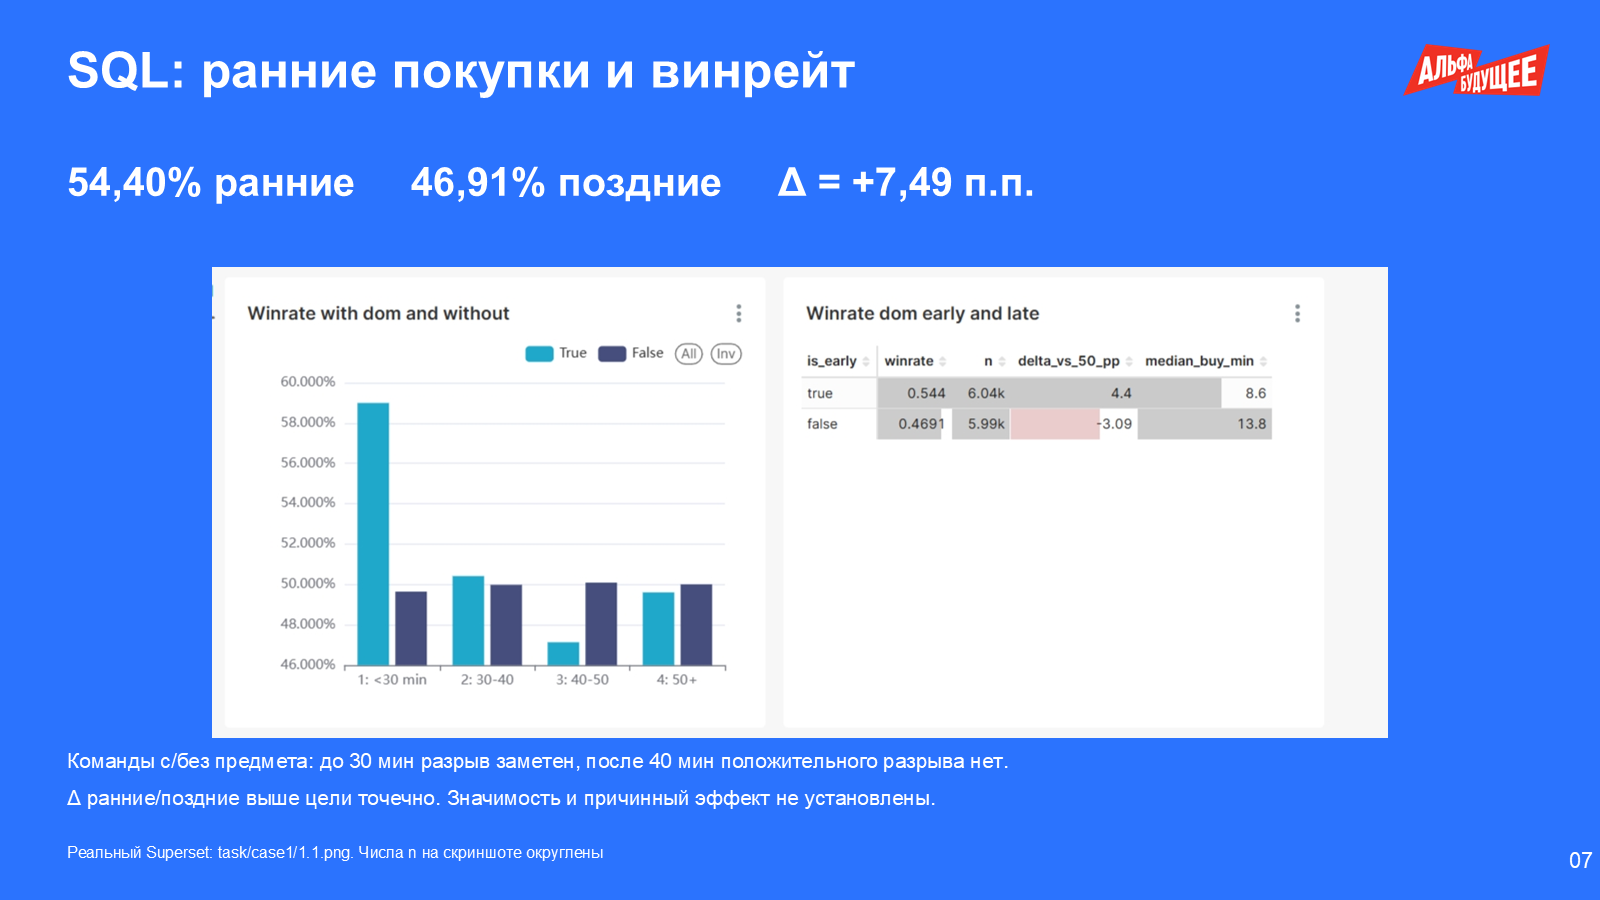 SQL: ранние покупки и винрейт
АЛЬФА
БУДУЩЕЕ
54,40% ранние 46,91% поздние Δ = +7,49 п.п.
Winrate with dom and without
True False All Inv
60.000%
58.000%
56.000%
54.000%
52.000%
50.000%
48.000%
46.000%
1: <30 min 2: 30-40 3: 40-50 4: 50+
Winrate dom early and late
is_early winrate n delta_vs_50_pp median_buy_min
true 0.544 6.04k 4.4 8.6
false 0.4691 5.99k -3.09 13.8
Команды с/без предмета: до 30 мин разрыв заметен, после 40 мин положительного разрыва нет.
Δ ранние/поздние выше цели точечно. Значимость и причинный эффект не установлены.
Реальный Superset: task/case1/1.1.png. Числа n на скриншоте округлены
07